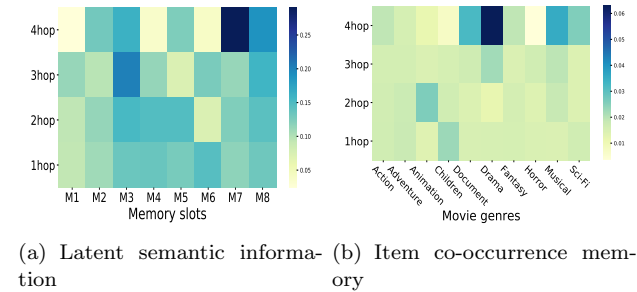 4hop
3hop
2hop
1hop
M1 M2 M3 M4 M5 M6 M7 M8
Memory slots
0.25
0.20
0.15
0.10
0.05
4hop
3hop
2hop
1hop
Action Adventure Animation Children Document Drama Fantasy Horror Musical Sci-Fi
Movie genres
0.06
0.05
0.04
0.03
0.02
0.01
(a) Latent semantic informa-
tion
(b) Item co-occurrence mem-
ory